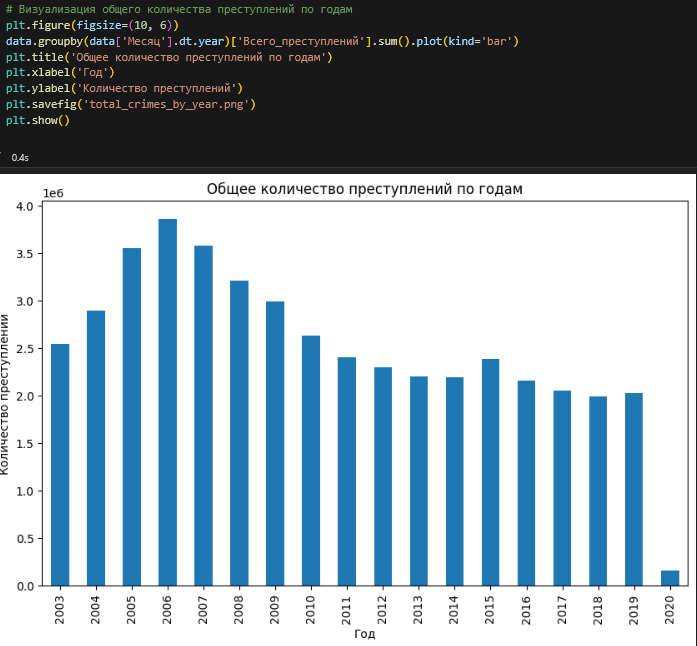 # Визуализация общего количества преступлений по годам
plt.figure(figsize=(10, 6))
data.groupby(data['Месяц'].dt.year)['Всего_преступлений'].sum().plot(kind='bar')
plt.title('Общее количество преступлений по годам')
plt.xlabel('Год')
plt.ylabel('Количество преступлений')
plt.savefig('total_crimes_by_year.png')
plt.show()
0.4s
Общее количество преступлений по годам
1e6
4.0
3.5
3.0
2.5
2.0
1.5
1.0
0.5
0.0
Количество преступлений
2003 2004 2005 2006 2007 2008 2009 2010 2011 2012 2013 2014 2015 2016 2017 2018 2019 2020
Год